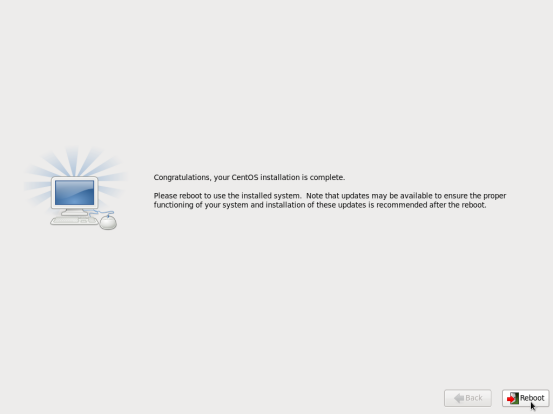 Congratulations, your CentOS installation is complete.
Please reboot to use the installed system.  Note that updates may be available to ensure the proper
functioning of your system and installation of these updates is recommended after the reboot.
Back
Reboot